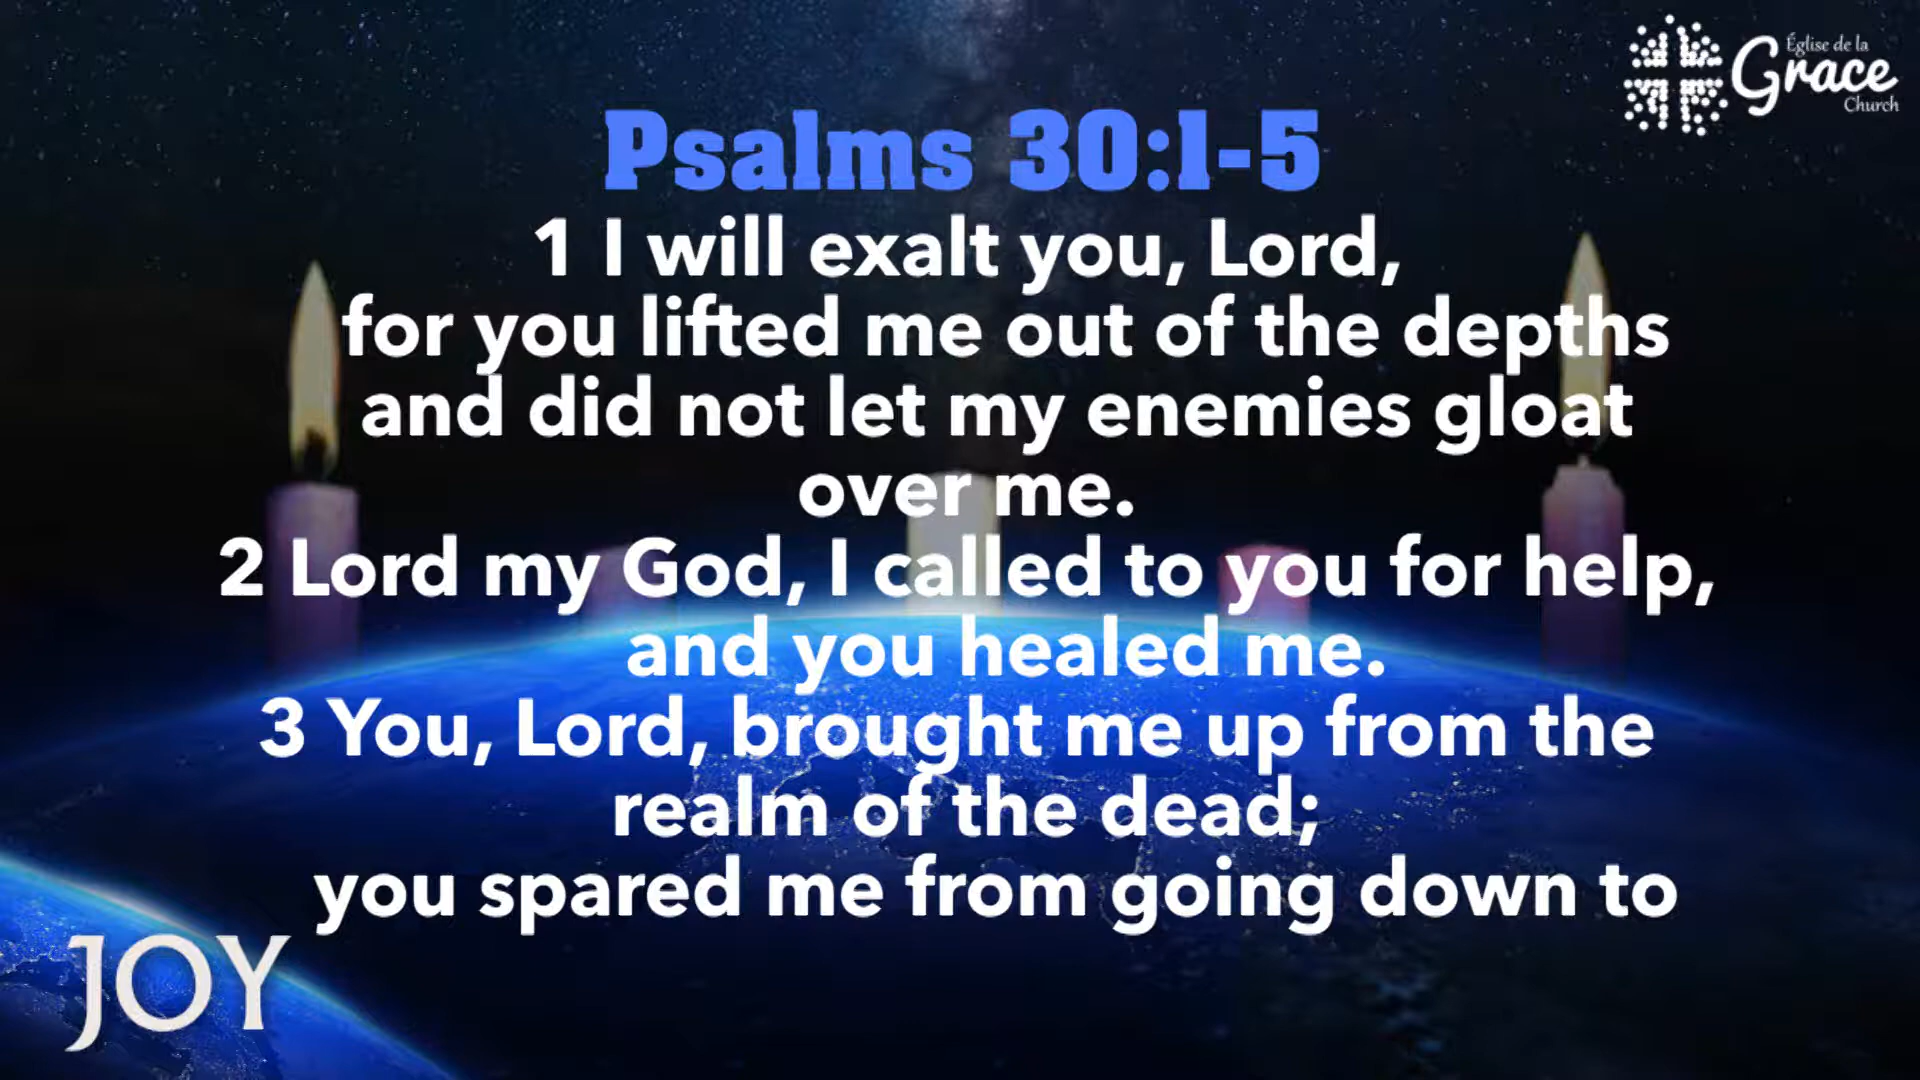 Église de la
Grace
Church
Psalms 30:1-5
1 I will exalt you, Lord,
for you lifted me out of the depths
and did not let my enemies gloat
over me.
2 Lord my God, I called to you for help,
and you healed me.
3 You, Lord, brought me up from the
realm of the dead;
you spared me from going down to
JOY